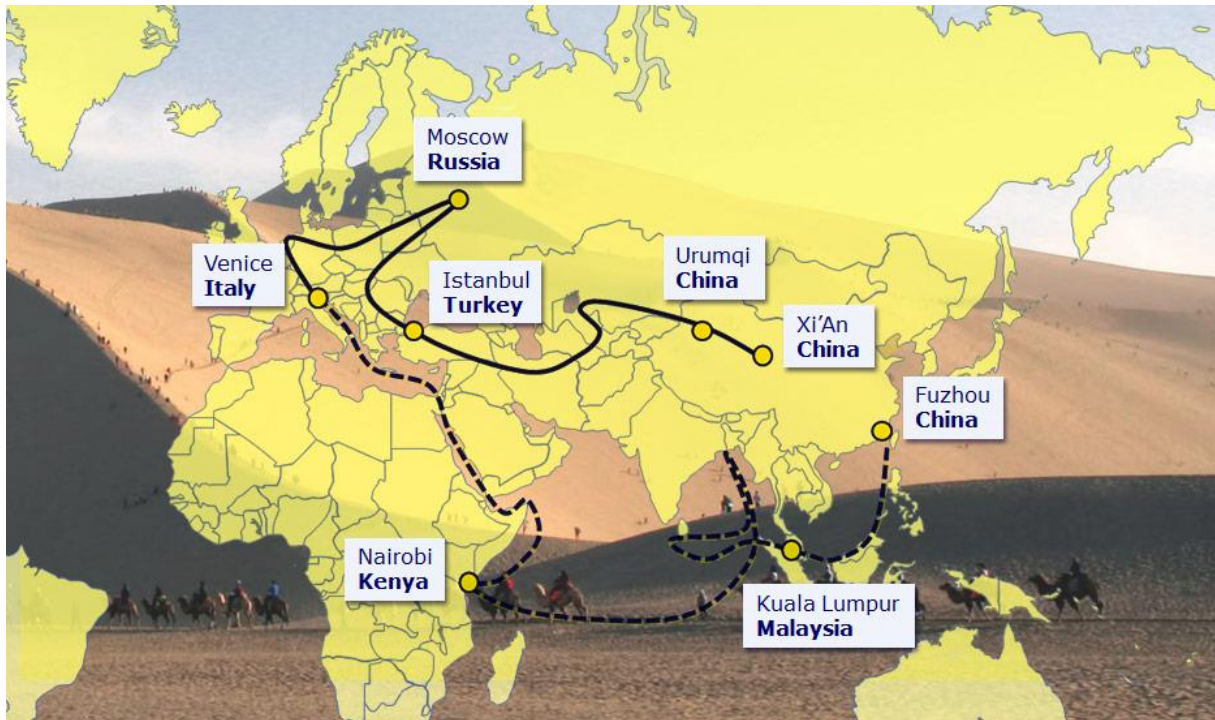 Moscow
Russia
Venice
Italy
Istanbul
Turkey
Urumqi
China
Xi'An
China
Fuzhou
China
Nairobi
Kenya
Kuala Lumpur
Malaysia